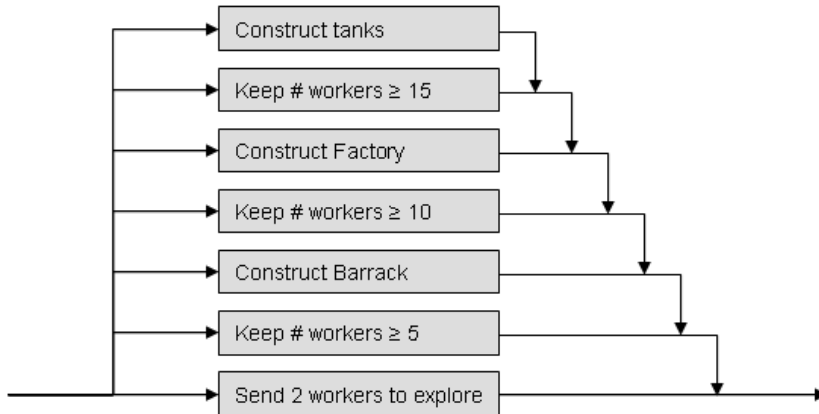 Construct tanks
Keep # workers ≥ 15
Construct Factory
Keep # workers ≥ 10
Construct Barrack
Keep # workers ≥ 5
Send 2 workers to explore